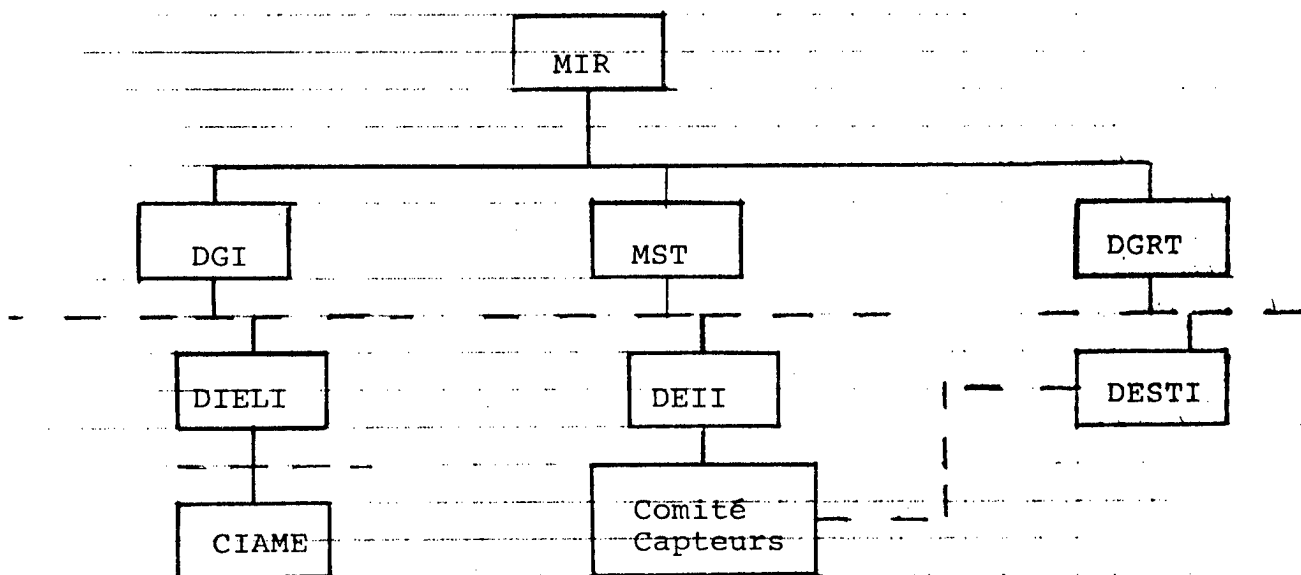 MIR
DGI
MST
DGRT
DIELI
DEII
DESTI
CIAME
Comité
Capteurs